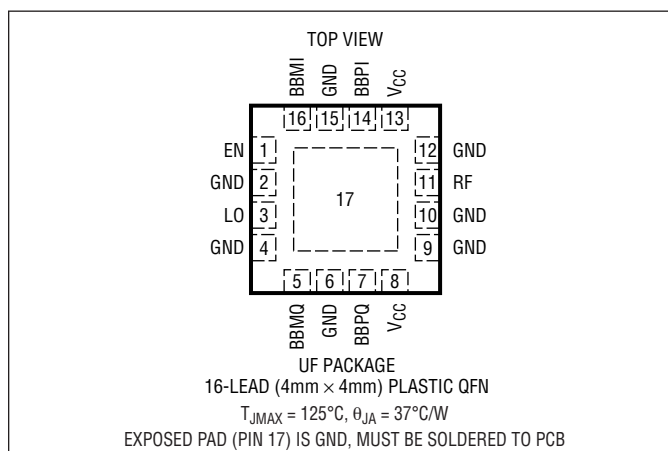 TOP VIEW
BBMI GND BBPI VCC
16 15 14 13
EN 1 12 GND
GND 2 11 RF
17
LO 3 10 GND
GND 4 9 GND
5 6 7 8
BBMQ GND BBPQ VCC
UF PACKAGE
16-LEAD (4mm × 4mm) PLASTIC QFN
TJMAX = 125°C, θJA = 37°C/W
EXPOSED PAD (PIN 17) IS GND, MUST BE SOLDERED TO PCB